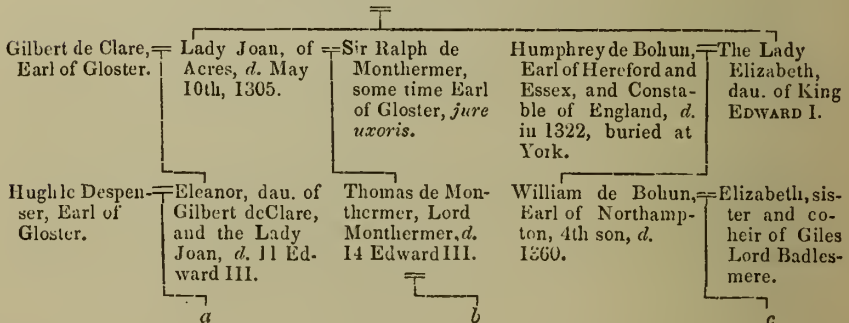 Gilbert de Clare,
Earl of Gloster.
Lady Joan, of
Acres, d. May
10th, 1305.
Sir Ralph de
Monthermer,
some time Earl
of Gloster, jure
uxoris.
Humphrey de Bohun,
Earl of Hereford and
Essex, and Consta-
ble of England, d.
in 1322, buried at
York.
The Lady
Elizabeth,
dau. of King
EDWARD I.
Hugh le Despen-
ser, Earl of
Gloster.
Eleanor, dau. of
Gilbert deClare,
and the Lady
Joan, d. 11 Ed-
ward III.
Thomas de Mon-
thermer, Lord
Monthermer, d.
14 Edward III.
William de Bohun,
Earl of Northamp-
ton, 4th son, d.
1360.
Elizabeth, sis-
ter and co-
heir of Giles
Lord Badles-
mere.
a
b
c